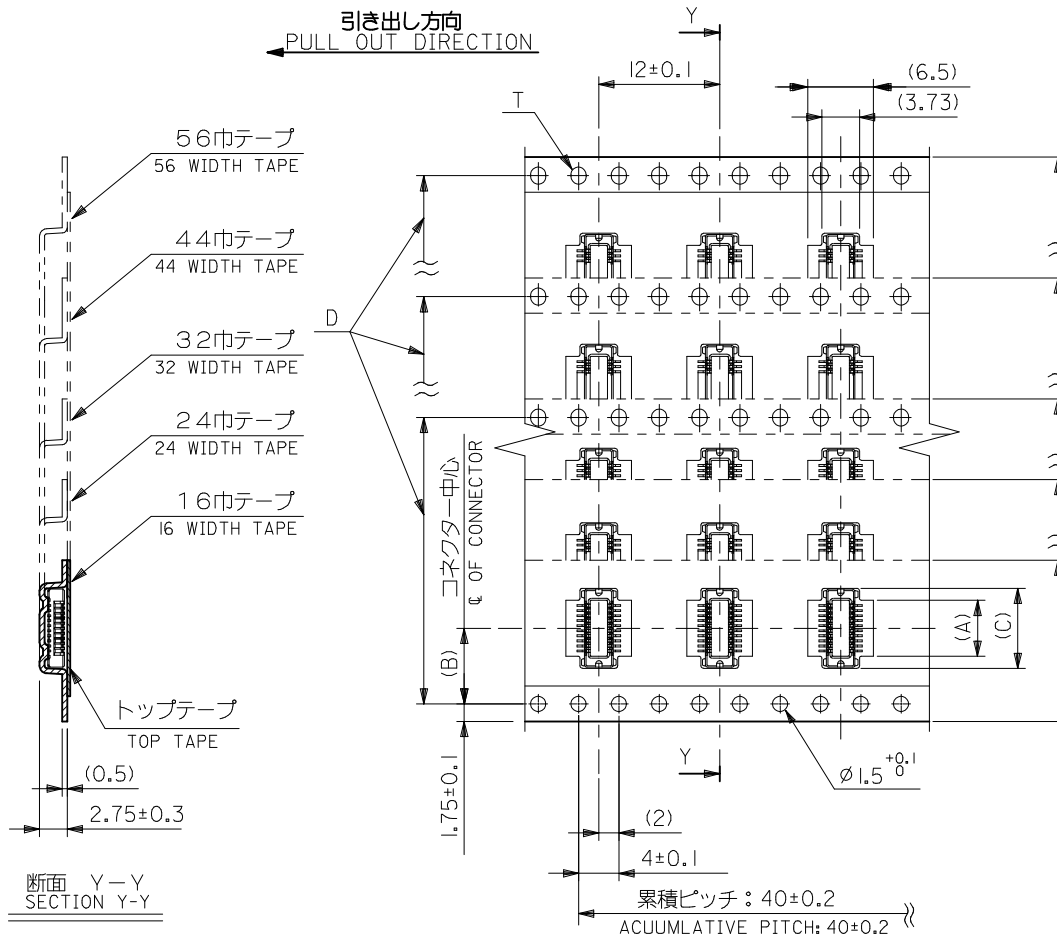 引き出し方向
PULL OUT DIRECTION
Y
12±0.1
(6.5)
(3.73)
T
56巾テープ
56 WIDTH TAPE
44巾テープ
44 WIDTH TAPE
D
32巾テープ
32 WIDTH TAPE
24巾テープ
24 WIDTH TAPE
16巾テープ
16 WIDTH TAPE
コネクター中心
℄ OF CONNECTOR
(B)
(A)
(C)
トップテープ
TOP TAPE
(0.5)
2.75±0.3
1.75±0.1
Y
Ø1.5 +0.1 0
(2)
4±0.1
断面 Y-Y
SECTION Y-Y
累積ピッチ：40±0.2
ACUUMLATIVE PITCH: 40±0.2